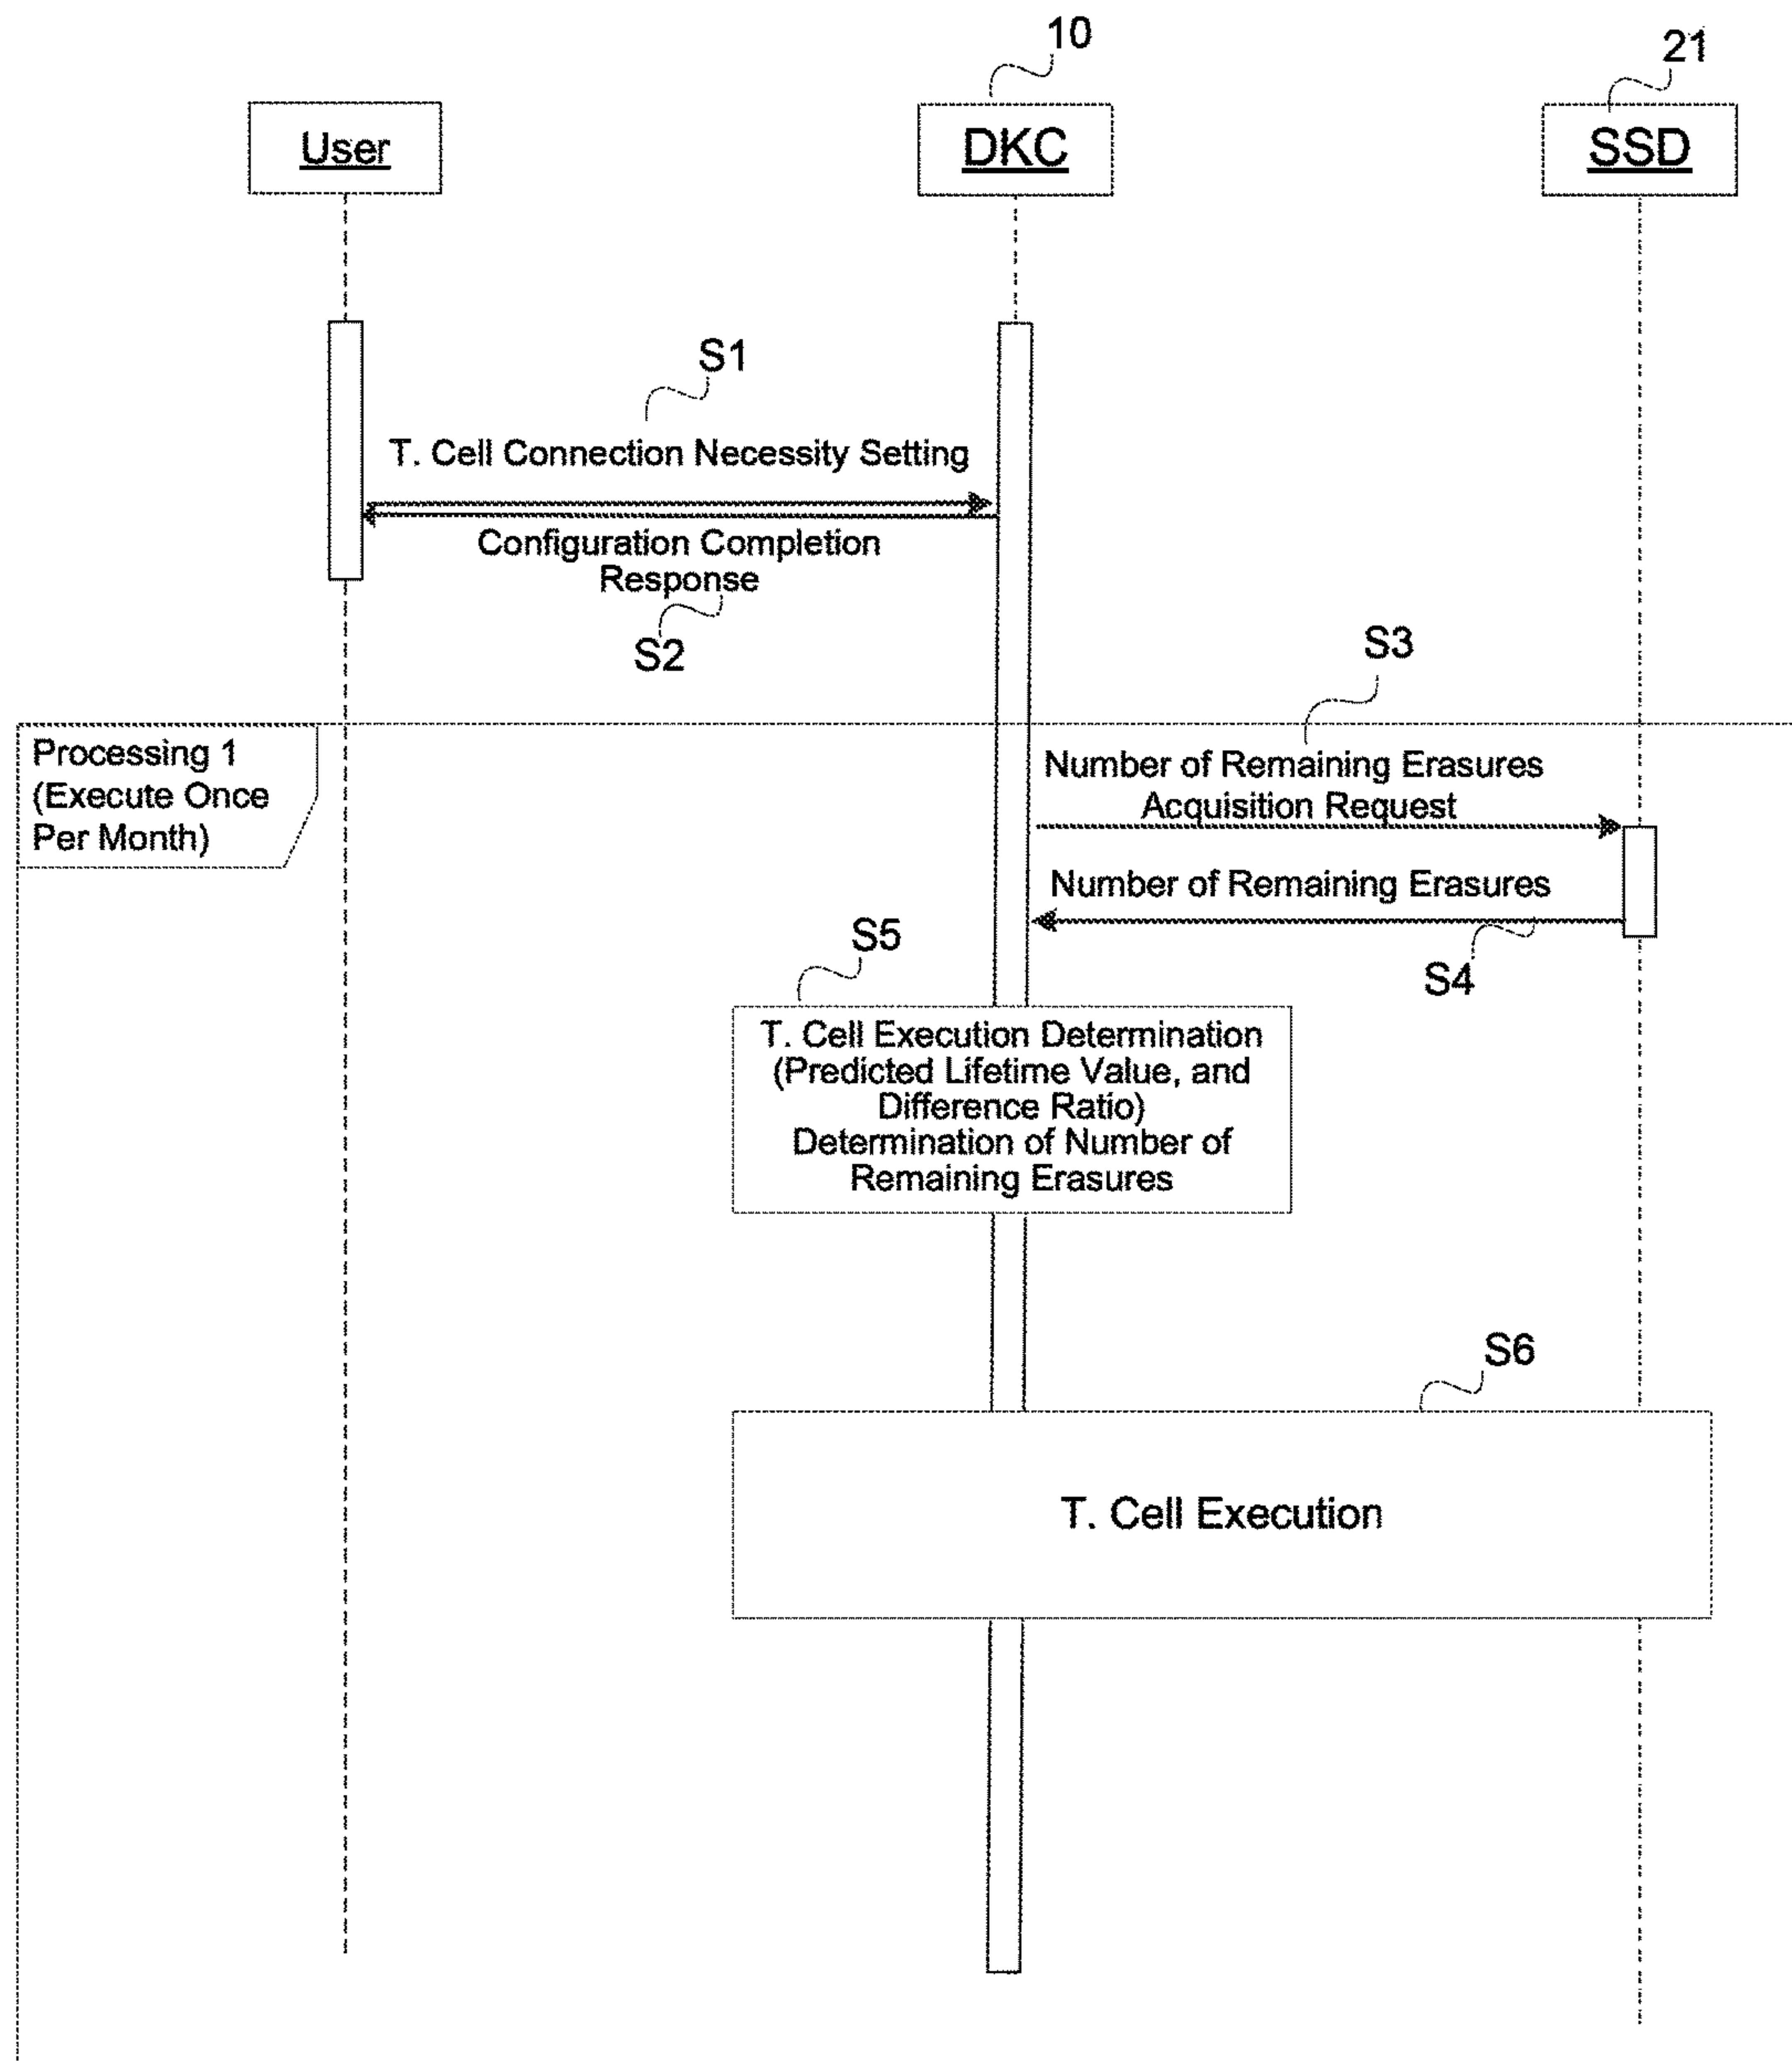 10
21
User
DKC
SSD
S1
T. Cell Connection Necessity Setting
Configuration Completion
Response
S2
S3
Processing 1
(Execute Once
Per Month)
Number of Remaining Erasures
Acquisition Request
Number of Remaining Erasures
S4
S5
T. Cell Execution Determination
(Predicted Lifetime Value, and
Difference Ratio)
Determination of Number of
Remaining Erasures
S6
T. Cell Execution